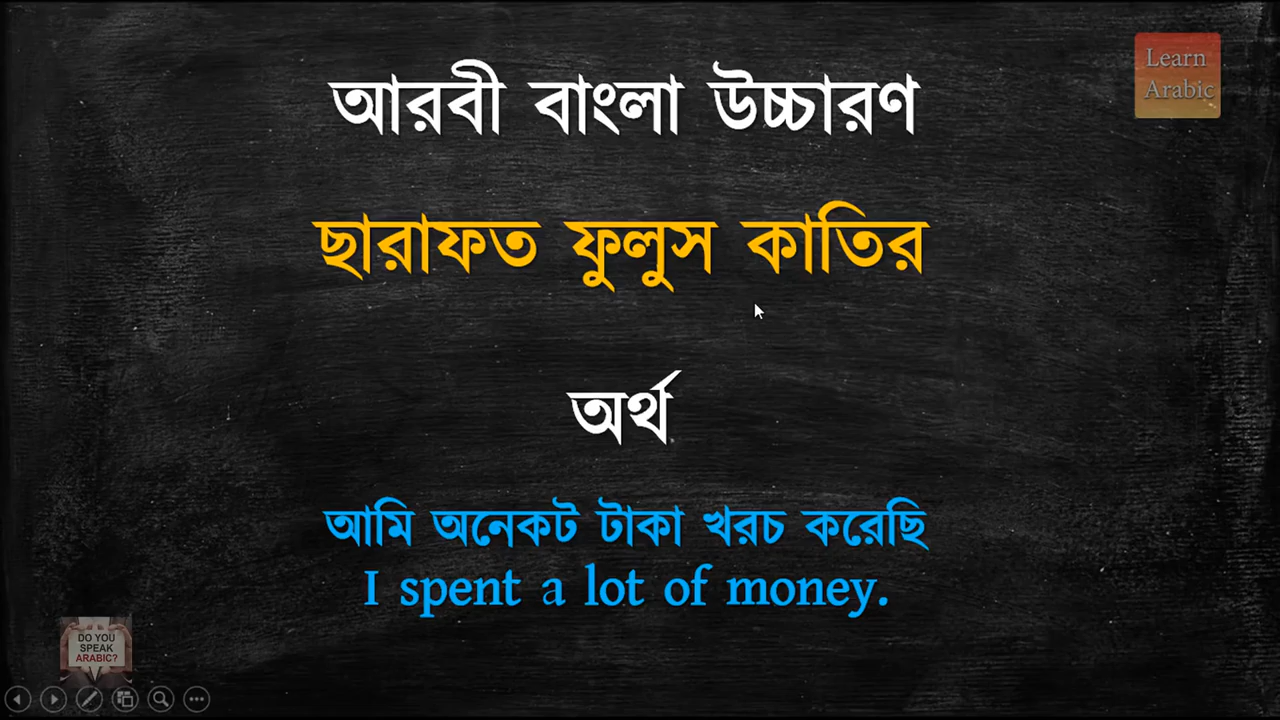 Learn
Arabic
আরবী বাংলা উচ্চারণ
ছারাফত ফুলুস কাতির
অর্থ
আমি অনেকট টাকা খরচ করেছি
I spent a lot of money.
DO YOU
SPEAK
ARABIC?